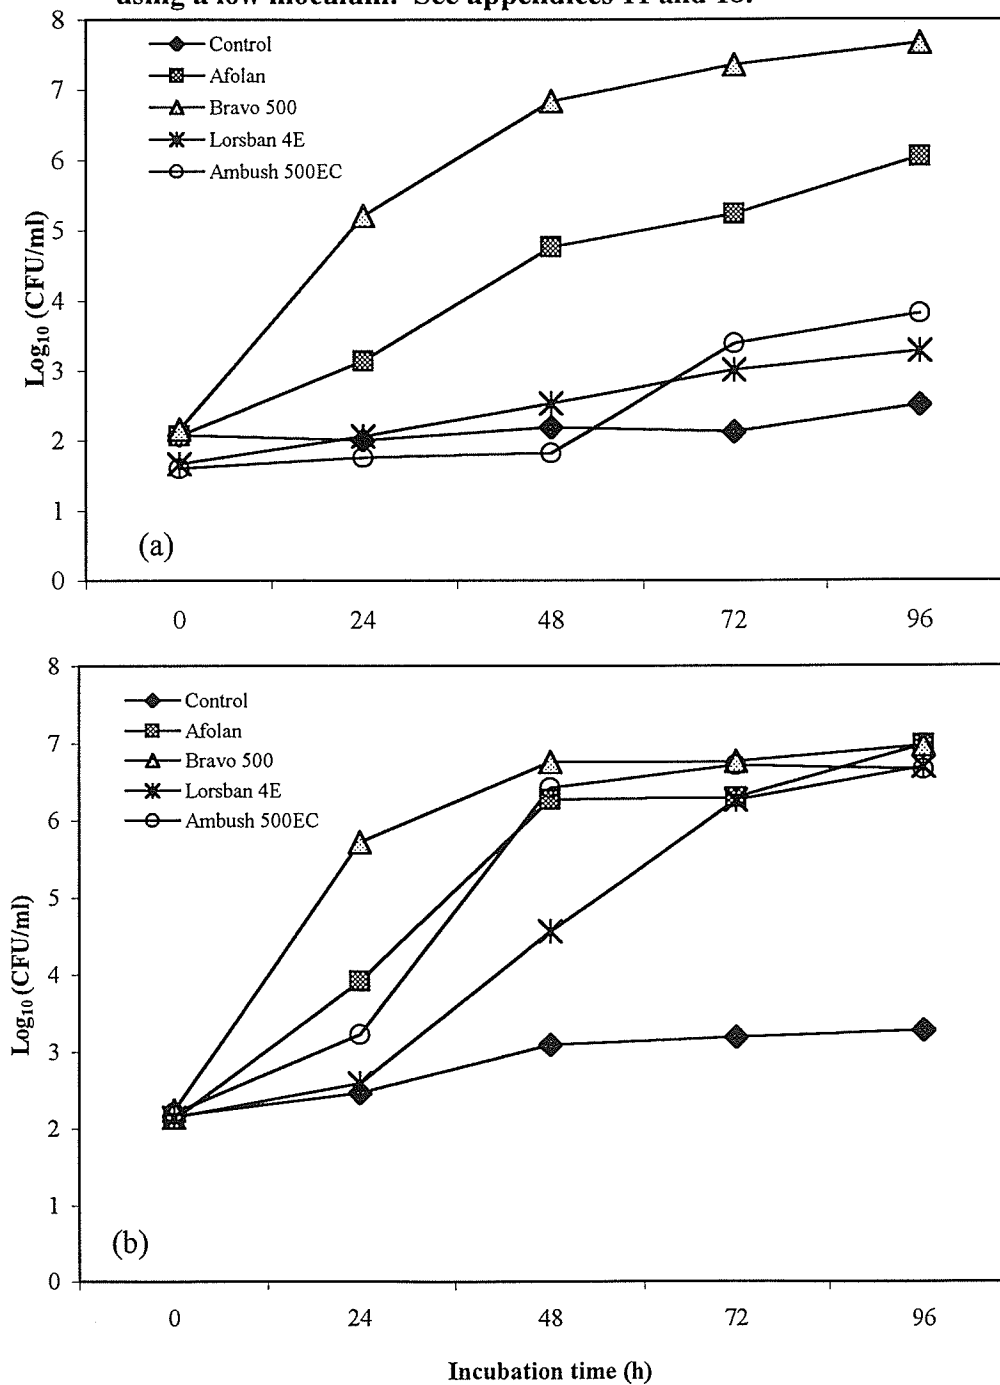 using a low inoculum. See appendices 11 and
8
7
6
5
4
3
2
1
0
Log₁₀ (CFU/ml)
Control
Afolan
Bravo 500
Lorsban 4E
Ambush 500EC
(a)
0 24 48 72 96
8
7
6
5
4
3
2
1
0
Log₁₀ (CFU/ml)
Control
Afolan
Bravo 500
Lorsban 4E
Ambush 500EC
(b)
0 24 48 72 96
Incubation time (h)